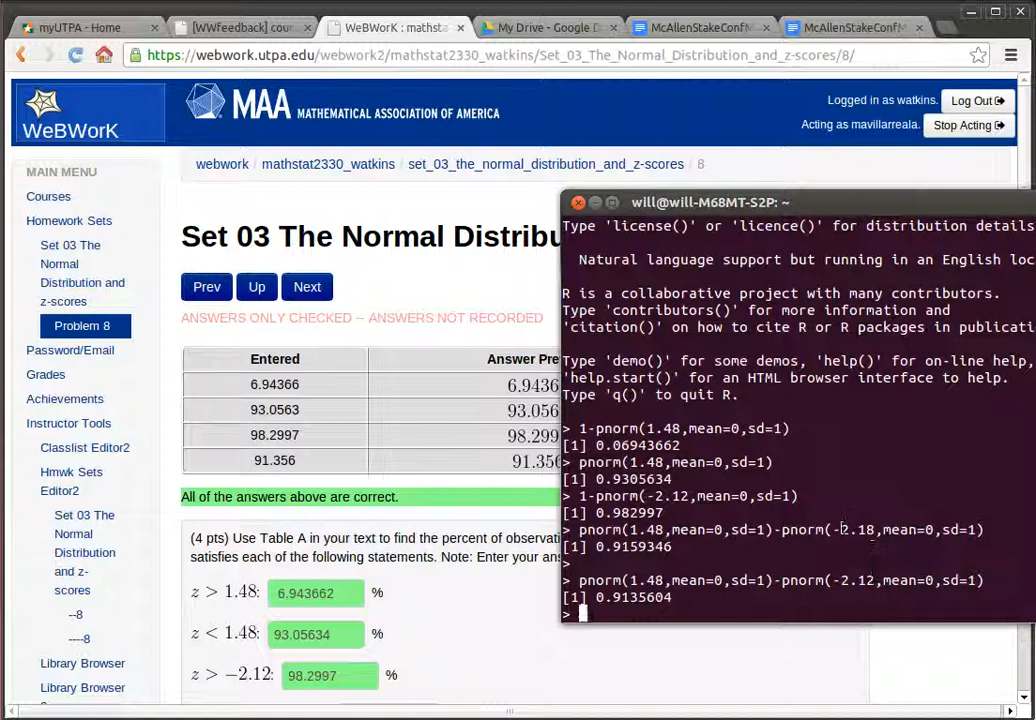 myUTPA - Home
[WWfeedback] cour
WeBWorK : mathst
My Drive - Google D
McAllenStakeConfM
McAllenStakeConfM
https://webwork.utpa.edu/webwork2/mathstat2330_watkins/Set_03_The_Normal_Distribution_and_z-scores/8/
WeBWorK
MAA MATHEMATICAL ASSOCIATION OF AMERICA
Logged in as watkins. Log Out
Acting as mavillarreala. Stop Acting
MAIN MENU
Courses
Homework Sets
Set 03 The
Normal
Distribution and
z-scores
Problem 8
Password/Email
Grades
Achievements
Instructor Tools
Classlist Editor2
Hmwk Sets
Editor2
Set 03 The
Normal
Distribution
and z-
scores
--8
----8
Library Browser
Library Browser
webwork / mathstat2330_watkins / set_03_the_normal_distribution_and_z-scores / 8
Set 03 The Normal Distribu
Prev Up Next
ANSWERS ONLY CHECKED -- ANSWERS NOT RECORDED
Entered Answer Pre
6.94366 6.9436
93.0563 93.056
98.2997 98.299
91.356 91.35
All of the answers above are correct.
(4 pts) Use Table A in your text to find the percent of observati
satisfies each of the following statements. Note: Enter your ans
z > 1.48: 6.943662 %
z < 1.48: 93.05634 %
z > −2.12: 98.2997 %
will@will-M68MT-S2P: ~
Type 'license()' or 'licence()' for distribution details
Natural language support but running in an English loc
R is a collaborative project with many contributors.
Type 'contributors()' for more information and
'citation()' on how to cite R or R packages in publicati
Type 'demo()' for some demos, 'help()' for on-line help,
'help.start()' for an HTML browser interface to help.
Type 'q()' to quit R.
> 1-pnorm(1.48,mean=0,sd=1)
[1] 0.06943662
> pnorm(1.48,mean=0,sd=1)
[1] 0.9305634
> 1-pnorm(-2.12,mean=0,sd=1)
[1] 0.982997
> pnorm(1.48,mean=0,sd=1)-pnorm(-2.18,mean=0,sd=1)
[1] 0.9159346
>
> pnorm(1.48,mean=0,sd=1)-pnorm(-2.12,mean=0,sd=1)
[1] 0.9135604
>